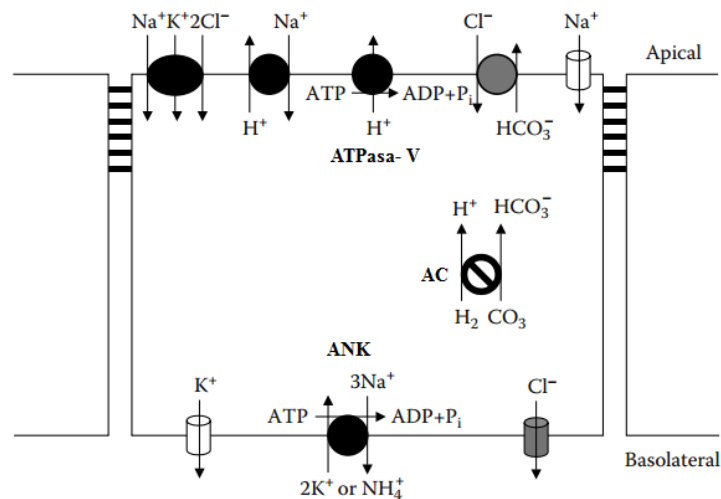 Na⁺K⁺2Cl⁻ Na⁺ Cl⁻ Na⁺
Apical
ATP ADP+Pᵢ
H⁺ H⁺ HCO₃⁻
ATPasa- V
H⁺ HCO₃⁻
AC
H₂ CO₃
ANK
K⁺ 3Na⁺ Cl⁻
ATP ADP+Pᵢ
Basolateral
2K⁺ or NH₄⁺